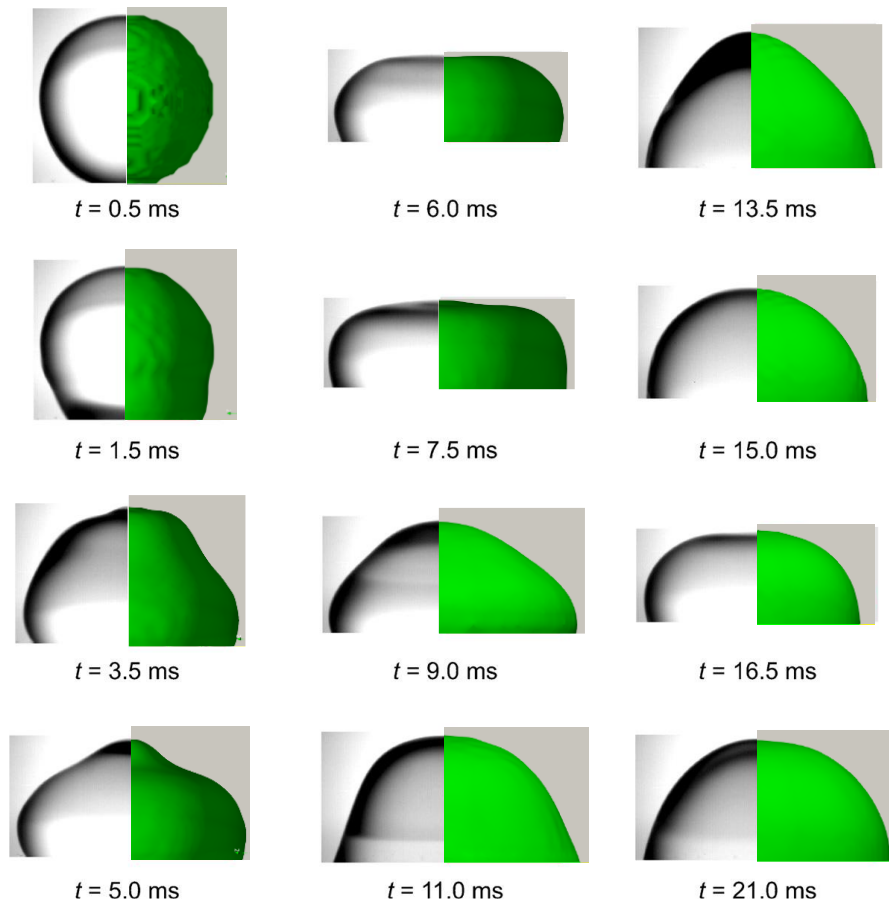 t = 0.5 ms
t = 6.0 ms
t = 13.5 ms
t = 1.5 ms
t = 7.5 ms
t = 15.0 ms
t = 3.5 ms
t = 9.0 ms
t = 16.5 ms
t = 5.0 ms
t = 11.0 ms
t = 21.0 ms